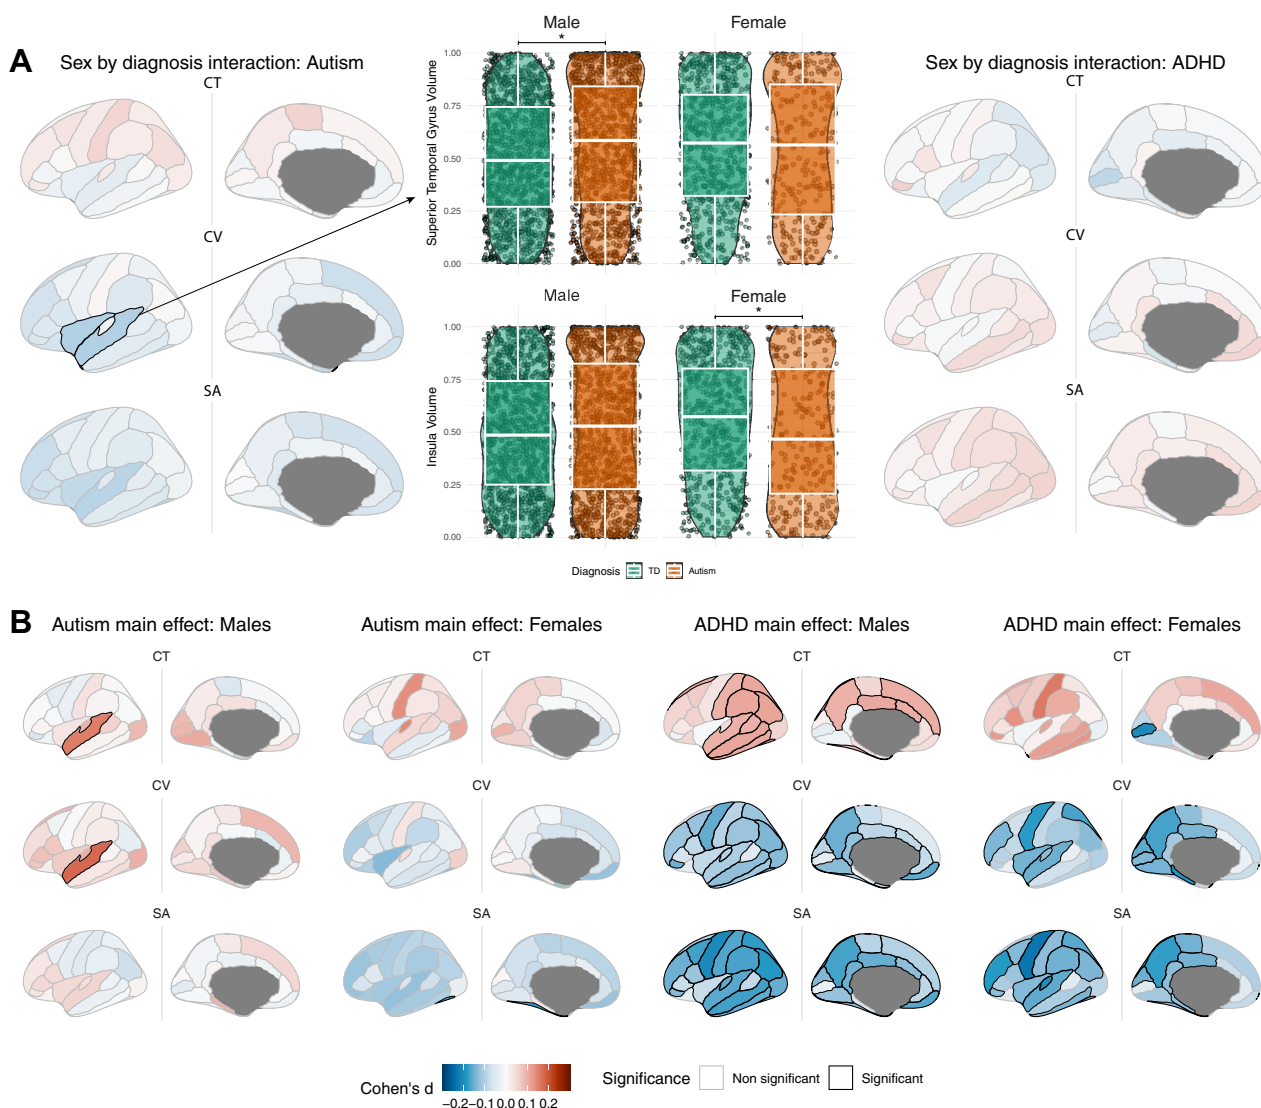 A
Sex by diagnosis interaction: Autism
CT
CV
SA
Male
Female
*
Superior Temporal Gyrus Volume
1.00
0.75
0.50
0.25
0.00
Male
Female
*
Insula Volume
1.00
0.75
0.50
0.25
0.00
Diagnosis TD Autism
Sex by diagnosis interaction: ADHD
CT
CV
SA
B
Autism main effect: Males
Autism main effect: Females
ADHD main effect: Males
ADHD main effect: Females
CT CT CT CT
CV CV CV CV
SA SA SA SA
Cohen's d
−0.2 −0.1 0.0 0.1 0.2
Significance Non significant Significant